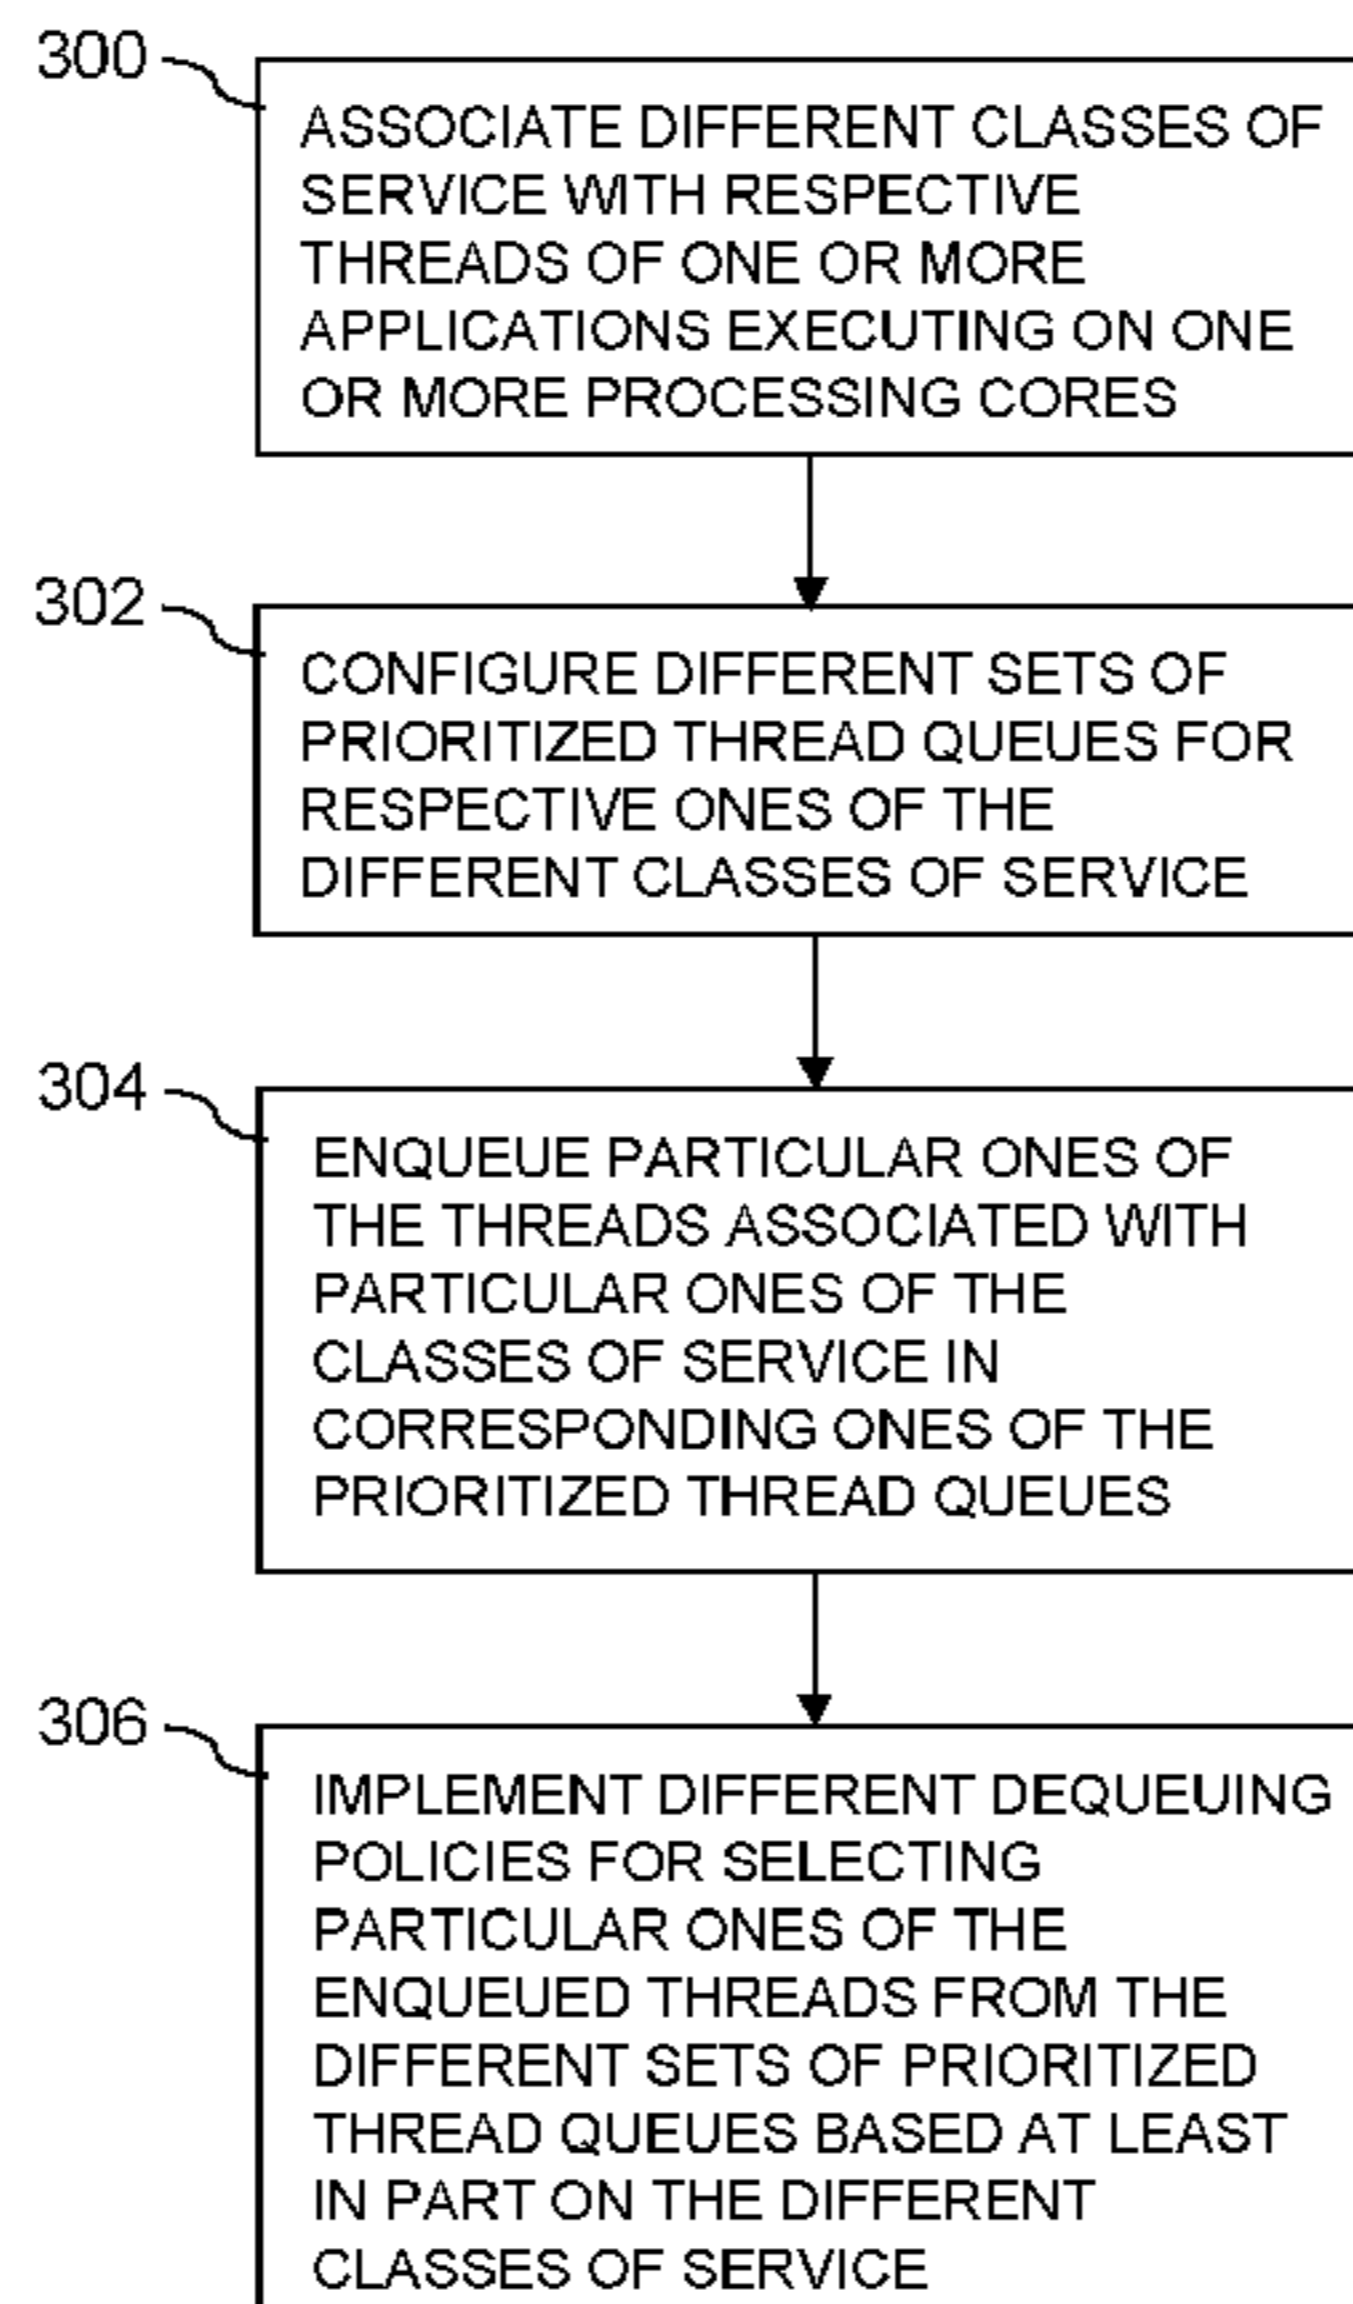 300
ASSOCIATE DIFFERENT CLASSES OF
SERVICE WITH RESPECTIVE
THREADS OF ONE OR MORE
APPLICATIONS EXECUTING ON ONE
OR MORE PROCESSING CORES
302
CONFIGURE DIFFERENT SETS OF
PRIORITIZED THREAD QUEUES FOR
RESPECTIVE ONES OF THE
DIFFERENT CLASSES OF SERVICE
304
ENQUEUE PARTICULAR ONES OF
THE THREADS ASSOCIATED WITH
PARTICULAR ONES OF THE
CLASSES OF SERVICE IN
CORRESPONDING ONES OF THE
PRIORITIZED THREAD QUEUES
306
IMPLEMENT DIFFERENT DEQUEUING
POLICIES FOR SELECTING
PARTICULAR ONES OF THE
ENQUEUED THREADS FROM THE
DIFFERENT SETS OF PRIORITIZED
THREAD QUEUES BASED AT LEAST
IN PART ON THE DIFFERENT
CLASSES OF SERVICE